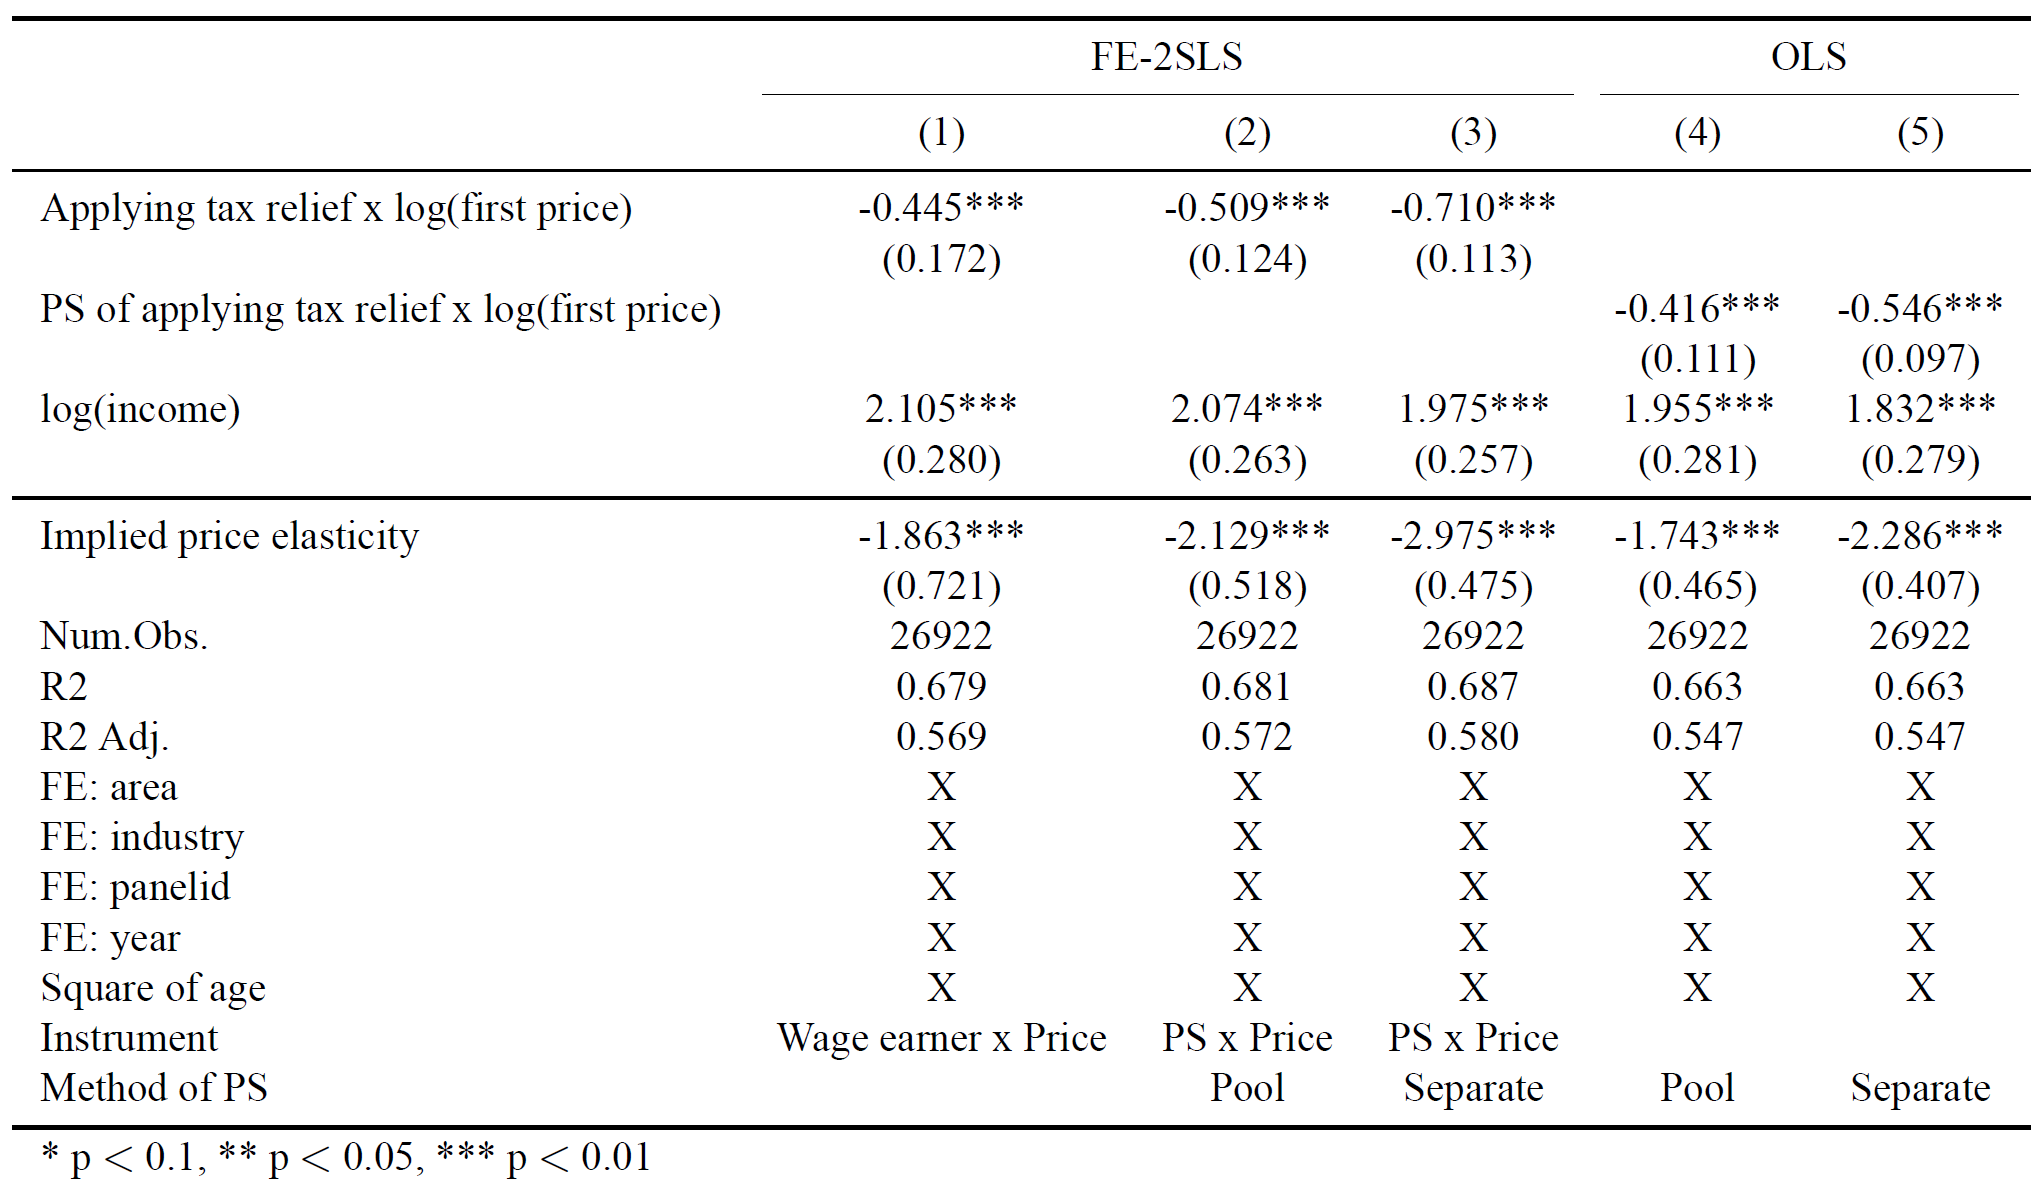 FE-2SLS OLS
(1) (2) (3) (4) (5)
Applying tax relief x log(first price) -0.445*** -0.509*** -0.710***
(0.172) (0.124) (0.113)
PS of applying tax relief x log(first price) -0.416*** -0.546***
(0.111) (0.097)
log(income) 2.105*** 2.074*** 1.975*** 1.955*** 1.832***
(0.280) (0.263) (0.257) (0.281) (0.279)
Implied price elasticity -1.863*** -2.129*** -2.975*** -1.743*** -2.286***
(0.721) (0.518) (0.475) (0.465) (0.407)
Num.Obs. 26922 26922 26922 26922 26922
R2 0.679 0.681 0.687 0.663 0.663
R2 Adj. 0.569 0.572 0.580 0.547 0.547
FE: area X X X X X
FE: industry X X X X X
FE: panelid X X X X X
FE: year X X X X X
Square of age X X X X X
Instrument Wage earner x Price PS x Price PS x Price
Method of PS Pool Separate Pool Separate
* p < 0.1, ** p < 0.05, *** p < 0.01